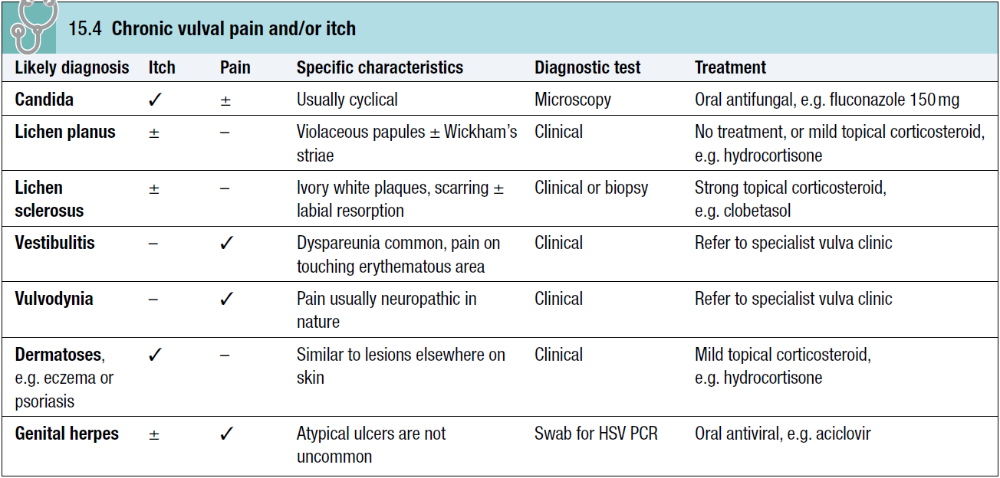 15.4 Chronic vulval pain and/or itch
Likely diagnosis Itch Pain Specific characteristics Diagnostic test Treatment
Candida ✓ ± Usually cyclical Microscopy Oral antifungal, e.g. fluconazole 150 mg
Lichen planus ± – Violaceous papules ± Wickham’s Clinical No treatment, or mild topical corticosteroid,
striae e.g. hydrocortisone
Lichen ± – Ivory white plaques, scarring ± Clinical or biopsy Strong topical corticosteroid,
sclerosus labial resorption e.g. clobetasol
Vestibulitis – ✓ Dyspareunia common, pain on Clinical Refer to specialist vulva clinic
touching erythematous area
Vulvodynia – ✓ Pain usually neuropathic in Clinical Refer to specialist vulva clinic
nature
Dermatoses, ✓ – Similar to lesions elsewhere on Clinical Mild topical corticosteroid,
e.g. eczema or skin e.g. hydrocortisone
psoriasis
Genital herpes ± ✓ Atypical ulcers are not Swab for HSV PCR Oral antiviral, e.g. aciclovir
uncommon